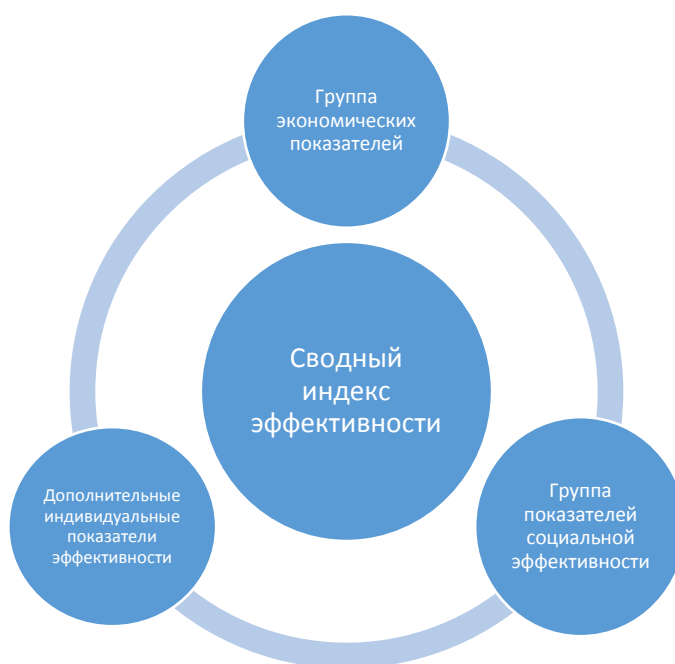 Группа
экономических
показателей
Сводный
индекс
эффективности
Дополнительные
индивидуальные
показатели
эффективности
Группа
показателей
социальной
эффективности